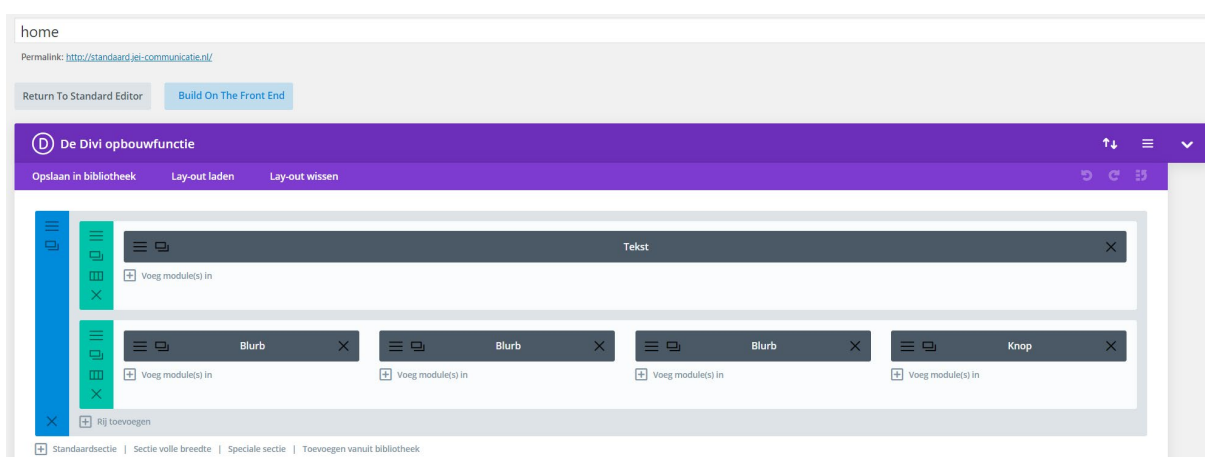 home
Permalink: http://standaard.jei-communicatie.nl/
Return To Standard Editor Build On The Front End
D De Divi opbouwfunctie
Opslaan in bibliotheek Lay-out laden Lay-out wissen
Tekst
Voeg module(s) in
Blurb Blurb Blurb Knop
Voeg module(s) in Voeg module(s) in Voeg module(s) in Voeg module(s) in
Rij toevoegen
Standaardsectie | Sectie volle breedte | Speciale sectie | Toevoegen vanuit bibliotheek